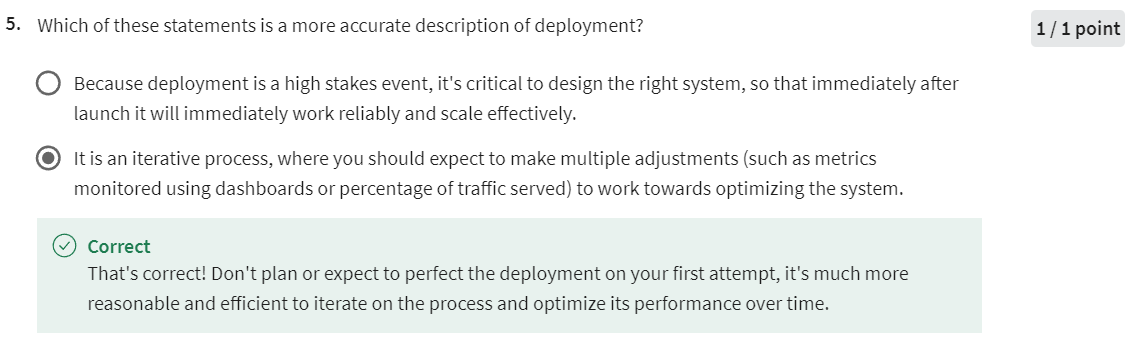 5. Which of these statements is a more accurate description of deployment?
1 / 1 point
Because deployment is a high stakes event, it's critical to design the right system, so that immediately after
launch it will immediately work reliably and scale effectively.
It is an iterative process, where you should expect to make multiple adjustments (such as metrics
monitored using dashboards or percentage of traffic served) to work towards optimizing the system.
Correct
That's correct! Don't plan or expect to perfect the deployment on your first attempt, it's much more
reasonable and efficient to iterate on the process and optimize its performance over time.